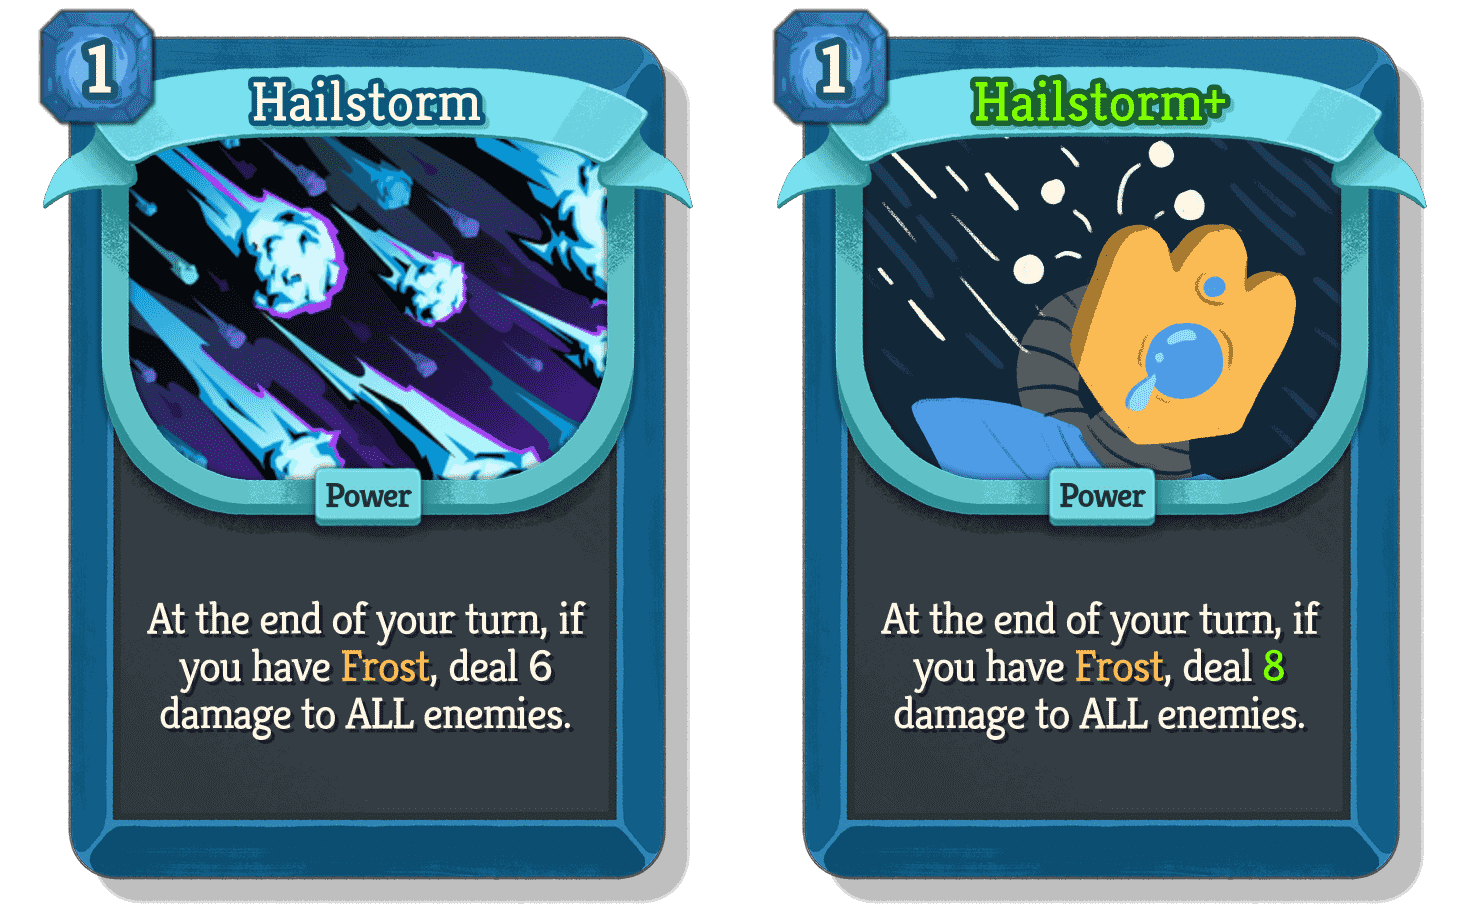 1
Hailstorm
Power
At the end of your turn, if
you have Frost, deal 6
damage to ALL enemies.
1
Hailstorm+
Power
At the end of your turn, if
you have Frost, deal 8
damage to ALL enemies.